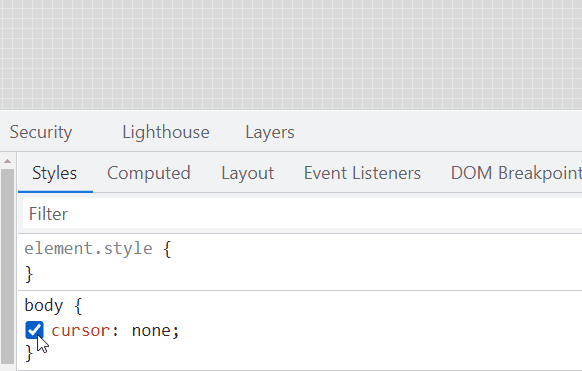 Security Lighthouse Layers
Styles Computed Layout Event Listeners DOM Breakpoint
Filter
element.style {
}
body {
cursor: none;
}